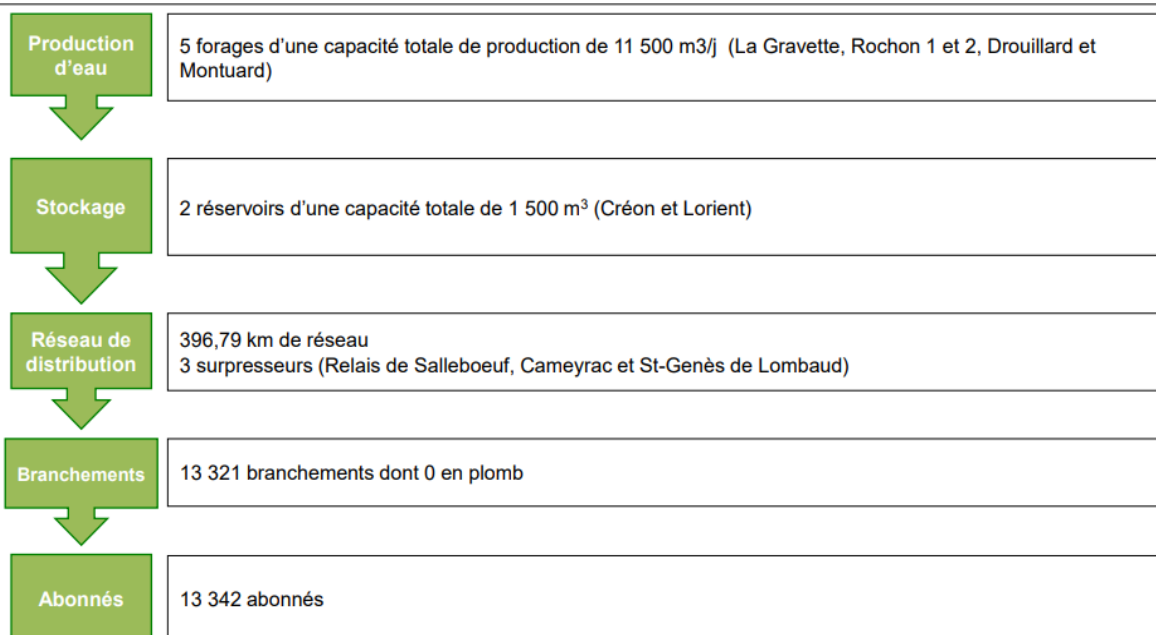 Production
d'eau
5 forages d'une capacité totale de production de 11 500 m3/j  (La Gravette, Rochon 1 et 2, Drouillard et
Montuard)
Stockage
2 réservoirs d'une capacité totale de 1 500 m³ (Créon et Lorient)
Réseau de
distribution
396,79 km de réseau
3 surpresseurs (Relais de Salleboeuf, Cameyrac et St-Genès de Lombaud)
Branchements
13 321 branchements dont 0 en plomb
Abonnés
13 342 abonnés